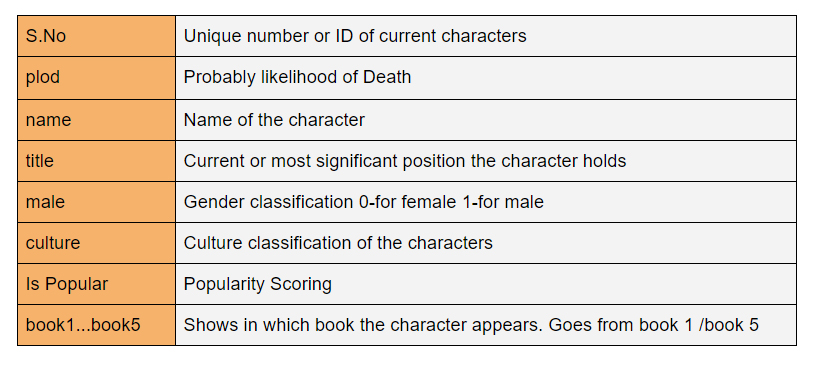 S.No Unique number or ID of current characters
plod Probably likelihood of Death
name Name of the character
title Current or most significant position the character holds
male Gender classification 0-for female 1-for male
culture Culture classification of the characters
Is Popular Popularity Scoring
book1...book5 Shows in which book the character appears. Goes from book 1 /book 5